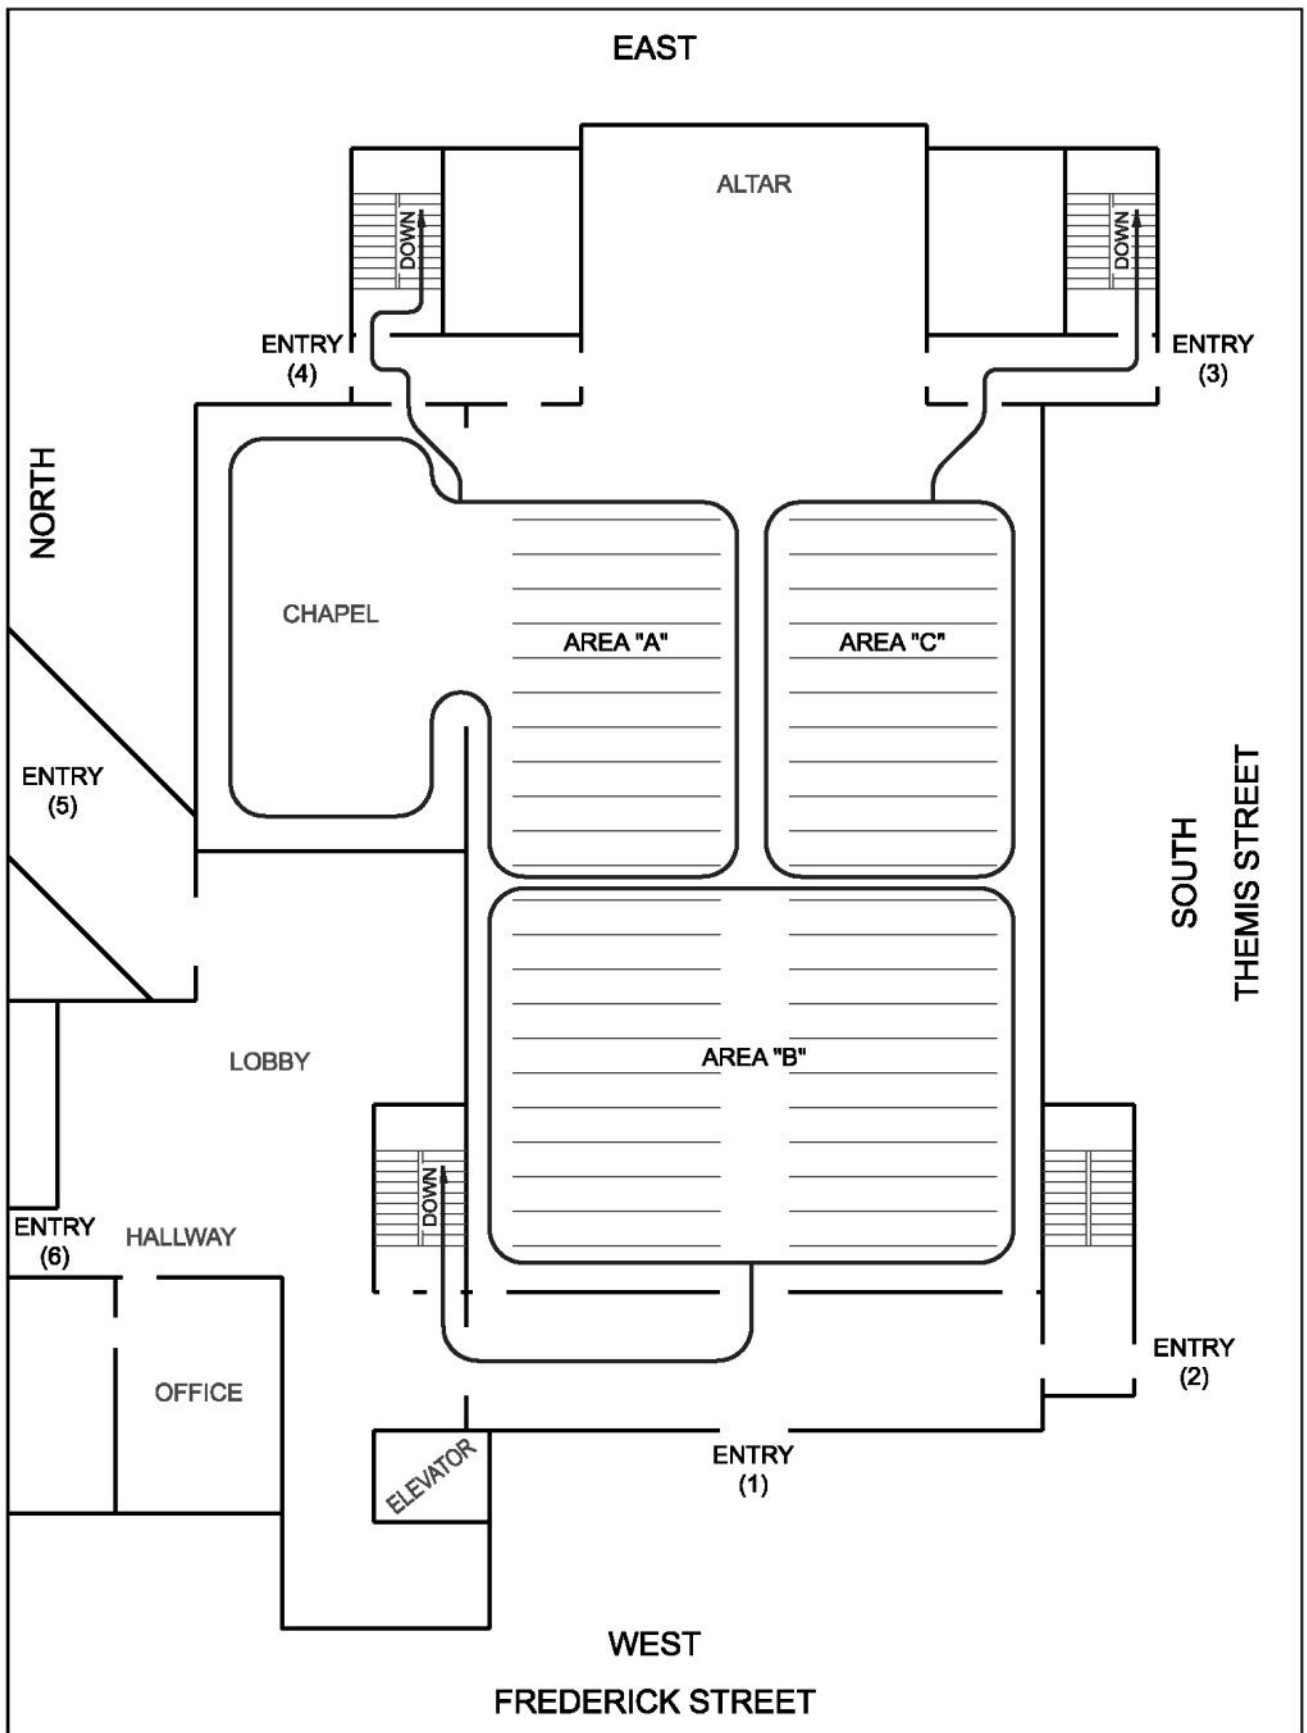 EAST
ALTAR
DOWN
DOWN
ENTRY
(4)
ENTRY
(3)
NORTH
CHAPEL
AREA "A"
AREA "C"
ENTRY
(5)
SOUTH
THEMIS STREET
LOBBY
AREA "B"
DOWN
ENTRY
(6)
HALLWAY
ENTRY
(2)
OFFICE
ELEVATOR
ENTRY
(1)
WEST
FREDERICK STREET